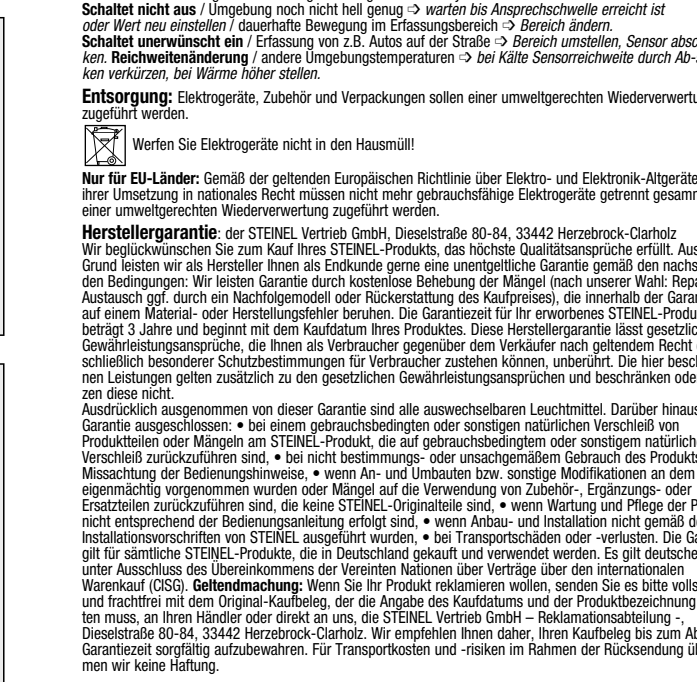 Schaltet nicht aus / Umgebung noch nicht hell genug ➩ warten bis Ansprechschwelle erreicht ist
oder Wert neu einstellen / dauerhafte Bewegung im Erfassungsbereich ➩ Bereich ändern.
Schaltet unerwünscht ein / Erfassung von z.B. Autos auf der Straße ➩ Bereich umstellen, Sensor absc
ken. Reichweitenänderung / andere Umgebungstemperaturen ➩ bei Kälte Sensorreichweite durch Ab-
ken verkürzen, bei Wärme höher stellen.
Entsorgung: Elektrogeräte, Zubehör und Verpackungen sollen einer umweltgerechten Wiederverwertu
zugeführt werden.
Werfen Sie Elektrogeräte nicht in den Hausmüll!
Nur für EU-Länder: Gemäß der geltenden Europäischen Richtlinie über Elektro- und Elektronik-Altgeräte
ihrer Umsetzung in nationales Recht müssen nicht mehr gebrauchsfähige Elektrogeräte getrennt gesamm
einer umweltgerechten Wiederverwertung zugeführt werden.
Herstellergarantie: der STEINEL Vertrieb GmbH, Dieselstraße 80-84, 33442 Herzebrock-Clarholz
Wir beglückwünschen Sie zum Kauf Ihres STEINEL-Produkts, das höchste Qualitätsansprüche erfüllt. Aus
Grund leisten wir als Hersteller Ihnen als Endkunde gerne eine unentgeltliche Garantie gemäß den nachs
den Bedingungen: Wir leisten Garantie durch kostenlose Behebung der Mängel (nach unserer Wahl: Repa
Austausch ggf. durch ein Nachfolgemodell oder Rückerstattung des Kaufpreises), die innerhalb der Garan
auf einem Material- oder Herstellungsfehler beruhen. Die Garantiezeit für Ihr erworbenes STEINEL-Produ
beträgt 3 Jahre und beginnt mit dem Kaufdatum Ihres Produktes. Diese Herstellergarantie lässt gesetzlic
Gewährleistungsansprüche, die Ihnen als Verbraucher gegenüber dem Verkäufer nach geltendem Recht
schließlich besonderer Schutzbestimmungen für Verbraucher zustehen können, unberührt. Die hier besch
nen Leistungen gelten zusätzlich zu den gesetzlichen Gewährleistungsansprüchen und beschränken ode
zen diese nicht.
Ausdrücklich ausgenommen von dieser Garantie sind alle auswechselbaren Leuchtmittel. Darüber hinaus
Garantie ausgeschlossen: • bei einem gebrauchsbedingten oder sonstigen natürlichen Verschleiß von
Produktteilen oder Mängeln am STEINEL-Produkt, die auf gebrauchsbedingtem oder sonstigem natürliche
Verschleiß zurückzuführen sind, • bei nicht bestimmungs- oder unsachgemäßem Gebrauch des Produkts
Missachtung der Bedienungshinweise, • wenn An- und Umbauten bzw. sonstige Modifikationen an dem
eigenmächtig vorgenommen wurden oder Mängel auf die Verwendung von Zubehör-, Ergänzungs- oder
Ersatzteilen zurückzuführen sind, die keine STEINEL-Originalteile sind, • wenn Wartung und Pflege der P
nicht entsprechend der Bedienungsanleitung erfolgt sind, • wenn Anbau- und Installation nicht gemäß de
Installationsvorschriften von STEINEL ausgeführt wurden, • bei Transportschäden oder -verlusten. Die Ga
gilt für sämtliche STEINEL-Produkte, die in Deutschland gekauft und verwendet werden. Es gilt deutsche
unter Ausschluss des Übereinkommens der Vereinten Nationen über Verträge über den internationalen
Warenkauf (CISG). Geltendmachung: Wenn Sie Ihr Produkt reklamieren wollen, senden Sie es bitte volls
und frachtfrei mit dem Original-Kaufbeleg, der die Angabe des Kaufdatums und der Produktbezeichnung
ten muss, an Ihren Händler oder direkt an uns, die STEINEL Vertrieb GmbH – Reklamationsabteilung -,
Dieselstraße 80-84, 33442 Herzebrock-Clarholz. Wir empfehlen Ihnen daher, Ihren Kaufbeleg bis zum Ab
Garantiezeit sorgfältig aufzubewahren. Für Transportkosten und -risiken im Rahmen der Rücksendung üb
men wir keine Haftung.